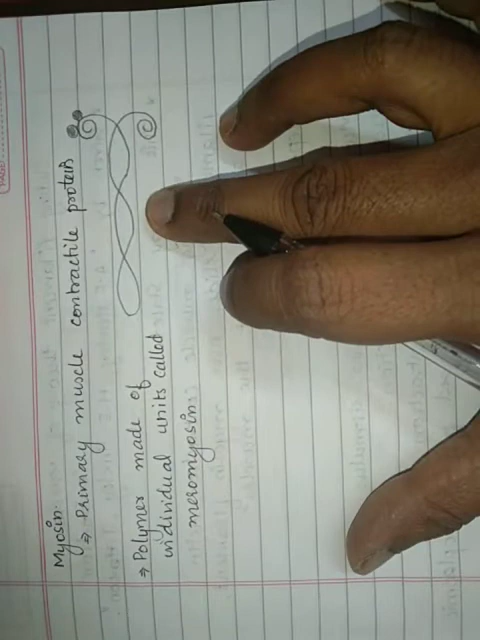 Myosin
⇒ Primary muscle contractile protein
⇒ Polymer made of
individual units called
meromyosin